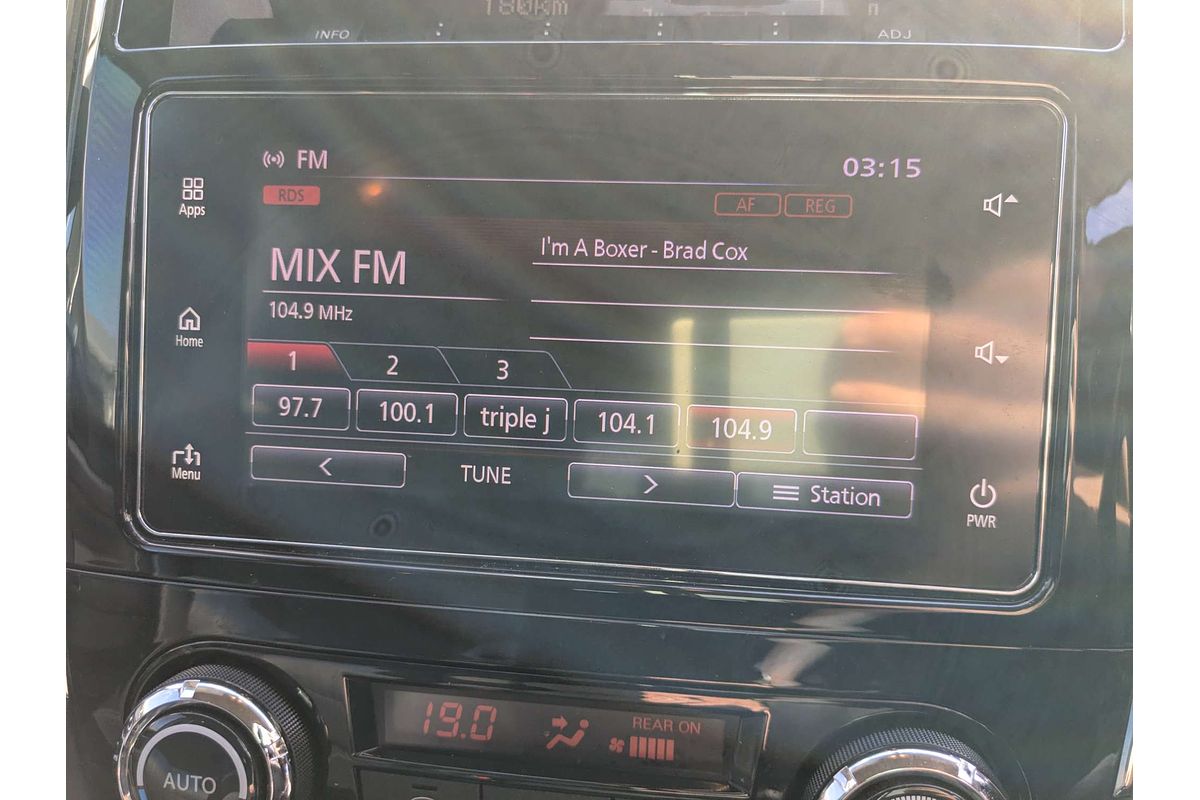 180km
INFO
ADJ
FM
03:15
RDS
AF
REG
Apps
MIX FM
I'm A Boxer - Brad Cox
104.9 MHz
Home
1
2
3
97.7
100.1
triple j
104.1
104.9
Menu
<
TUNE
>
Station
PWR
19.0
REAR ON
AUTO